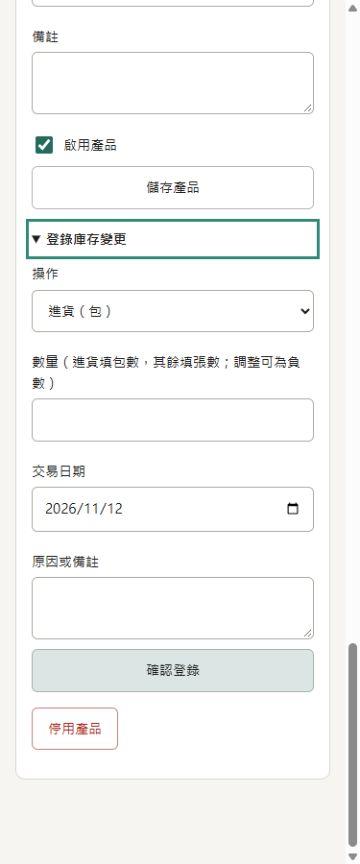 備註
啟用產品
儲存產品
▼ 登錄庫存變更
操作
進貨（包）
數量（進貨填包數，其餘填張數；調整可為負
數）
交易日期
2026/11/12
原因或備註
確認登錄
停用產品